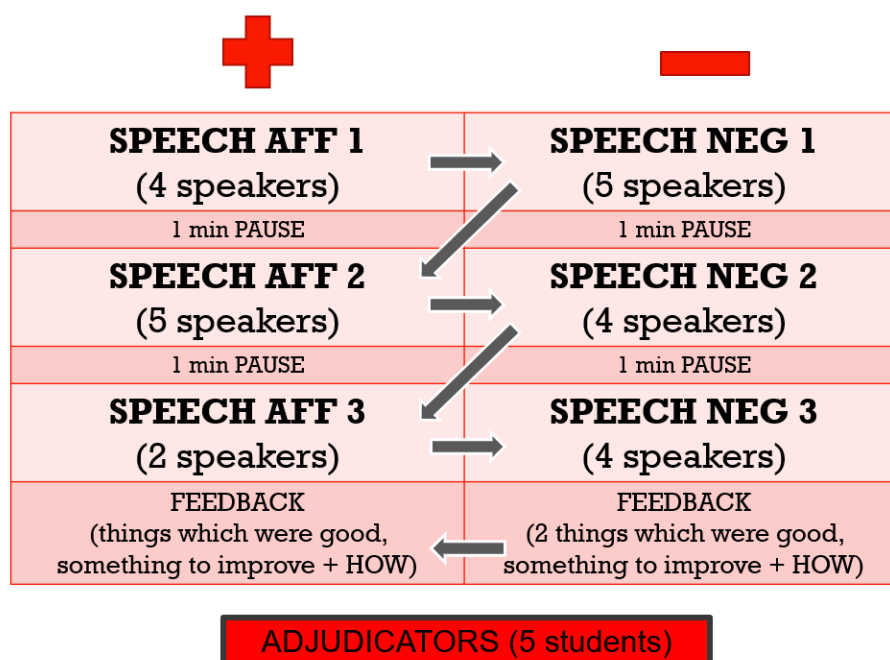 SPEECH AFF 1
(4 speakers)
SPEECH NEG 1
(5 speakers)
1 min PAUSE
1 min PAUSE
SPEECH AFF 2
(5 speakers)
SPEECH NEG 2
(4 speakers)
1 min PAUSE
1 min PAUSE
SPEECH AFF 3
(2 speakers)
SPEECH NEG 3
(4 speakers)
FEEDBACK
(things which were good,
something to improve + HOW)
FEEDBACK
(2 things which were good,
something to improve + HOW)
ADJUDICATORS (5 students)